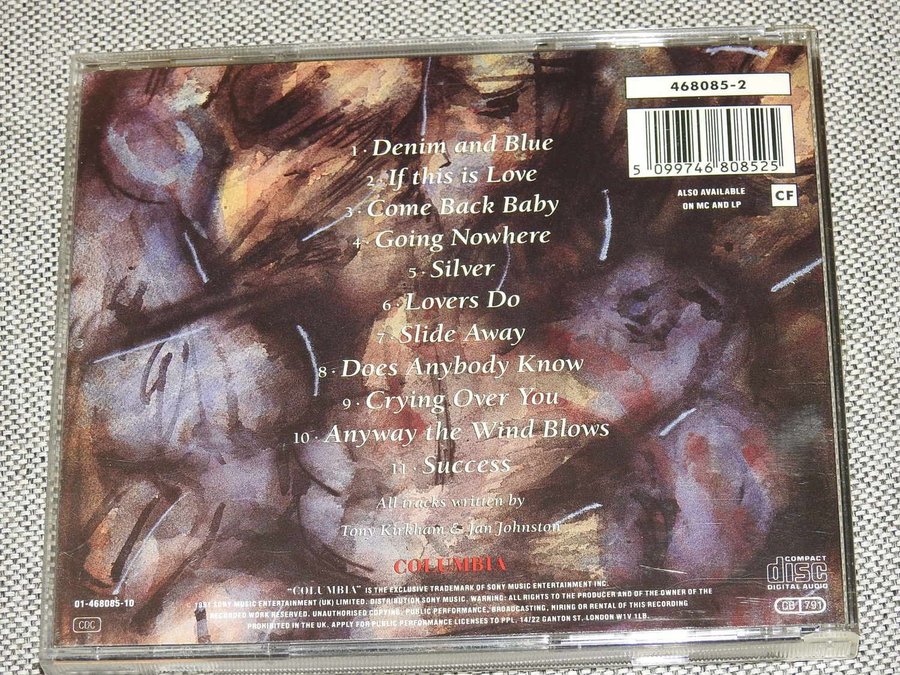 468085-2
5 099746 808525
ALSO AVAILABLE
ON MC AND LP
CF
1 · Denim and Blue
2 · If this is Love
3 · Come Back Baby
4 · Going Nowhere
5 · Silver
6 · Lovers Do
7 · Slide Away
8 · Does Anybody Know
9 · Crying Over You
10 · Anyway the Wind Blows
11 · Success
All tracks written by
Tony Kirkham & Jan Johnston
COLUMBIA
"COLUMBIA" IS THE EXCLUSIVE TRADEMARK OF SONY MUSIC ENTERTAINMENT INC.
℗ 1991 SONY MUSIC ENTERTAINMENT (UK) LIMITED. DISTRIBUTION SONY MUSIC. WARNING: ALL RIGHTS TO THE PRODUCER AND OF THE OWNER OF THE
RECORDED WORK RESERVED. UNAUTHORISED COPYING, PUBLIC PERFORMANCE, BROADCASTING, HIRING OR RENTAL OF THIS RECORDING
PROHIBITED IN THE UK. APPLY FOR PUBLIC PERFORMANCE LICENSES TO PPL, 14/22 GANTON ST. LONDON W1V 1LB.
01-468085-10
CDC
COMPACT
disc
DIGITAL AUDIO
CB 791